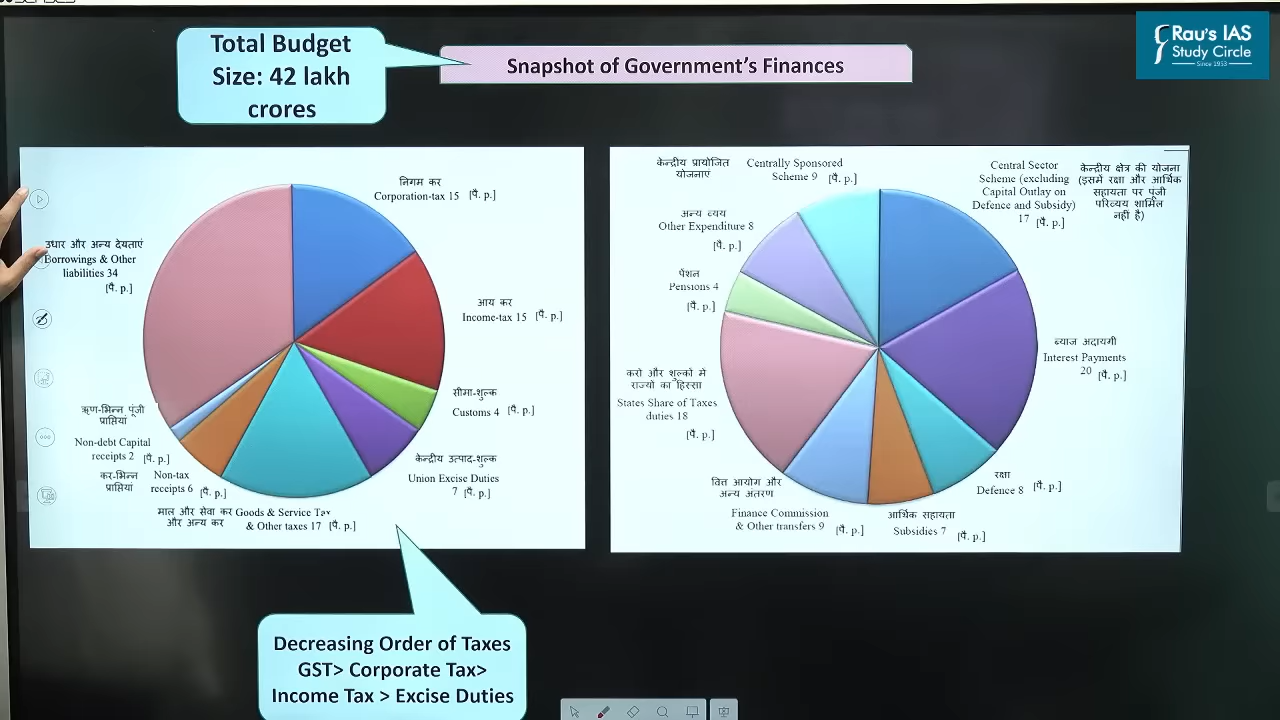 Total Budget
Size: 42 lakh
crores
Snapshot of Government's Finances
Rau's IAS
Study Circle
Since 1953
निगम कर
Corporation-tax 15 [पै. p.]
उधार और अन्य देयताएं
Borrowings & Other
liabilities 34
[पै. p.]
आय कर
Income-tax 15 [पै. p.]
सीमा-शुल्क
Customs 4 [पै. p.]
केन्द्रीय उत्पाद-शुल्क
Union Excise Duties
7 [पै. p.]
ऋण-भिन्न पूंजी
प्राप्तियां
Non-debt Capital
receipts 2 [पै. p.]
कर-भिन्न
प्राप्तियां
Non-tax
receipts 6 [पै. p.]
माल और सेवा कर
और अन्य कर
Goods & Service Tax
& Other taxes 17 [पै. p.]
केन्द्रीय प्रायोजित
योजनाएं
Centrally Sponsored
Scheme 9 [पै. p.]
Central Sector
Scheme (excluding
Capital Outlay on
Defence and Subsidy)
17 [पै. p.]
केन्द्रीय क्षेत्र की योजना
(इसमें रक्षा और आर्थिक
सहायता पर पूंजी
परिव्यय शामिल
नहीं है)
अन्य व्यय
Other Expenditure 8
[पै. p.]
पेंशन
Pensions 4
[पै. p.]
ब्याज अदायगी
Interest Payments
20 [पै. p.]
करों और शुल्कों में
राज्यों का हिस्सा
States Share of Taxes
duties 18
[पै. p.]
रक्षा
Defence 8 [पै. p.]
वित्त आयोग और
अन्य अंतरण
Finance Commission
& Other transfers 9 [पै. p.]
आर्थिक सहायता
Subsidies 7 [पै. p.]
Decreasing Order of Taxes
GST> Corporate Tax>
Income Tax > Excise Duties